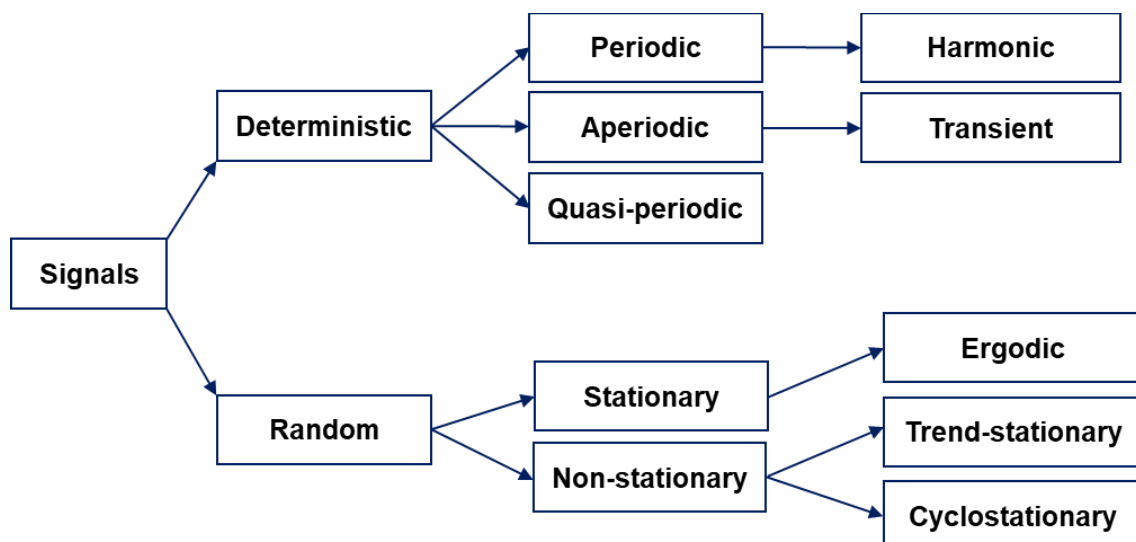 Periodic
Harmonic
Deterministic
Aperiodic
Transient
Quasi-periodic
Signals
Ergodic
Stationary
Random
Trend-stationary
Non-stationary
Cyclostationary